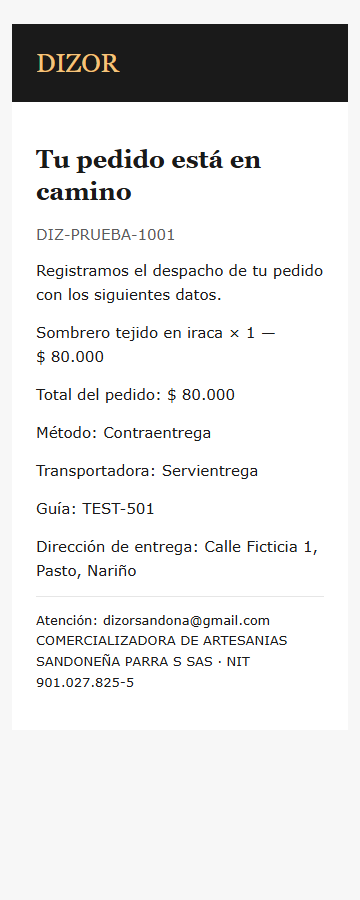 DIZOR
Tu pedido está en
camino
DIZ-PRUEBA-1001
Registramos el despacho de tu pedido
con los siguientes datos.
Sombrero tejido en iraca × 1 —
$ 80.000
Total del pedido: $ 80.000
Método: Contraentrega
Transportadora: Servientrega
Guía: TEST-501
Dirección de entrega: Calle Ficticia 1,
Pasto, Nariño
Atención: dizorsandona@gmail.com
COMERCIALIZADORA DE ARTESANIAS
SANDONEÑA PARRA S SAS · NIT
901.027.825-5